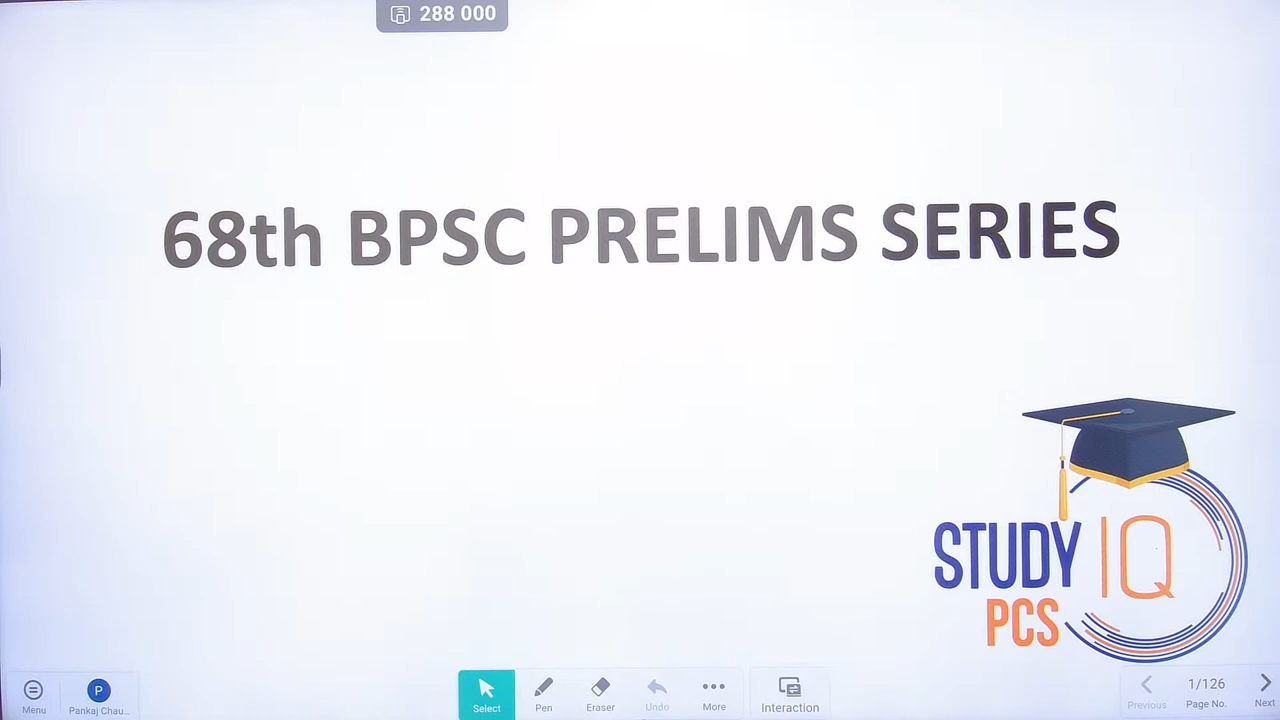 288 000
68th BPSC PRELIMS SERIES
STUDY IQ
PCS
P
Menu
Pankaj Chau...
Select
Pen
Eraser
Undo
More
Interaction
Previous
1/126
Page No.
Next